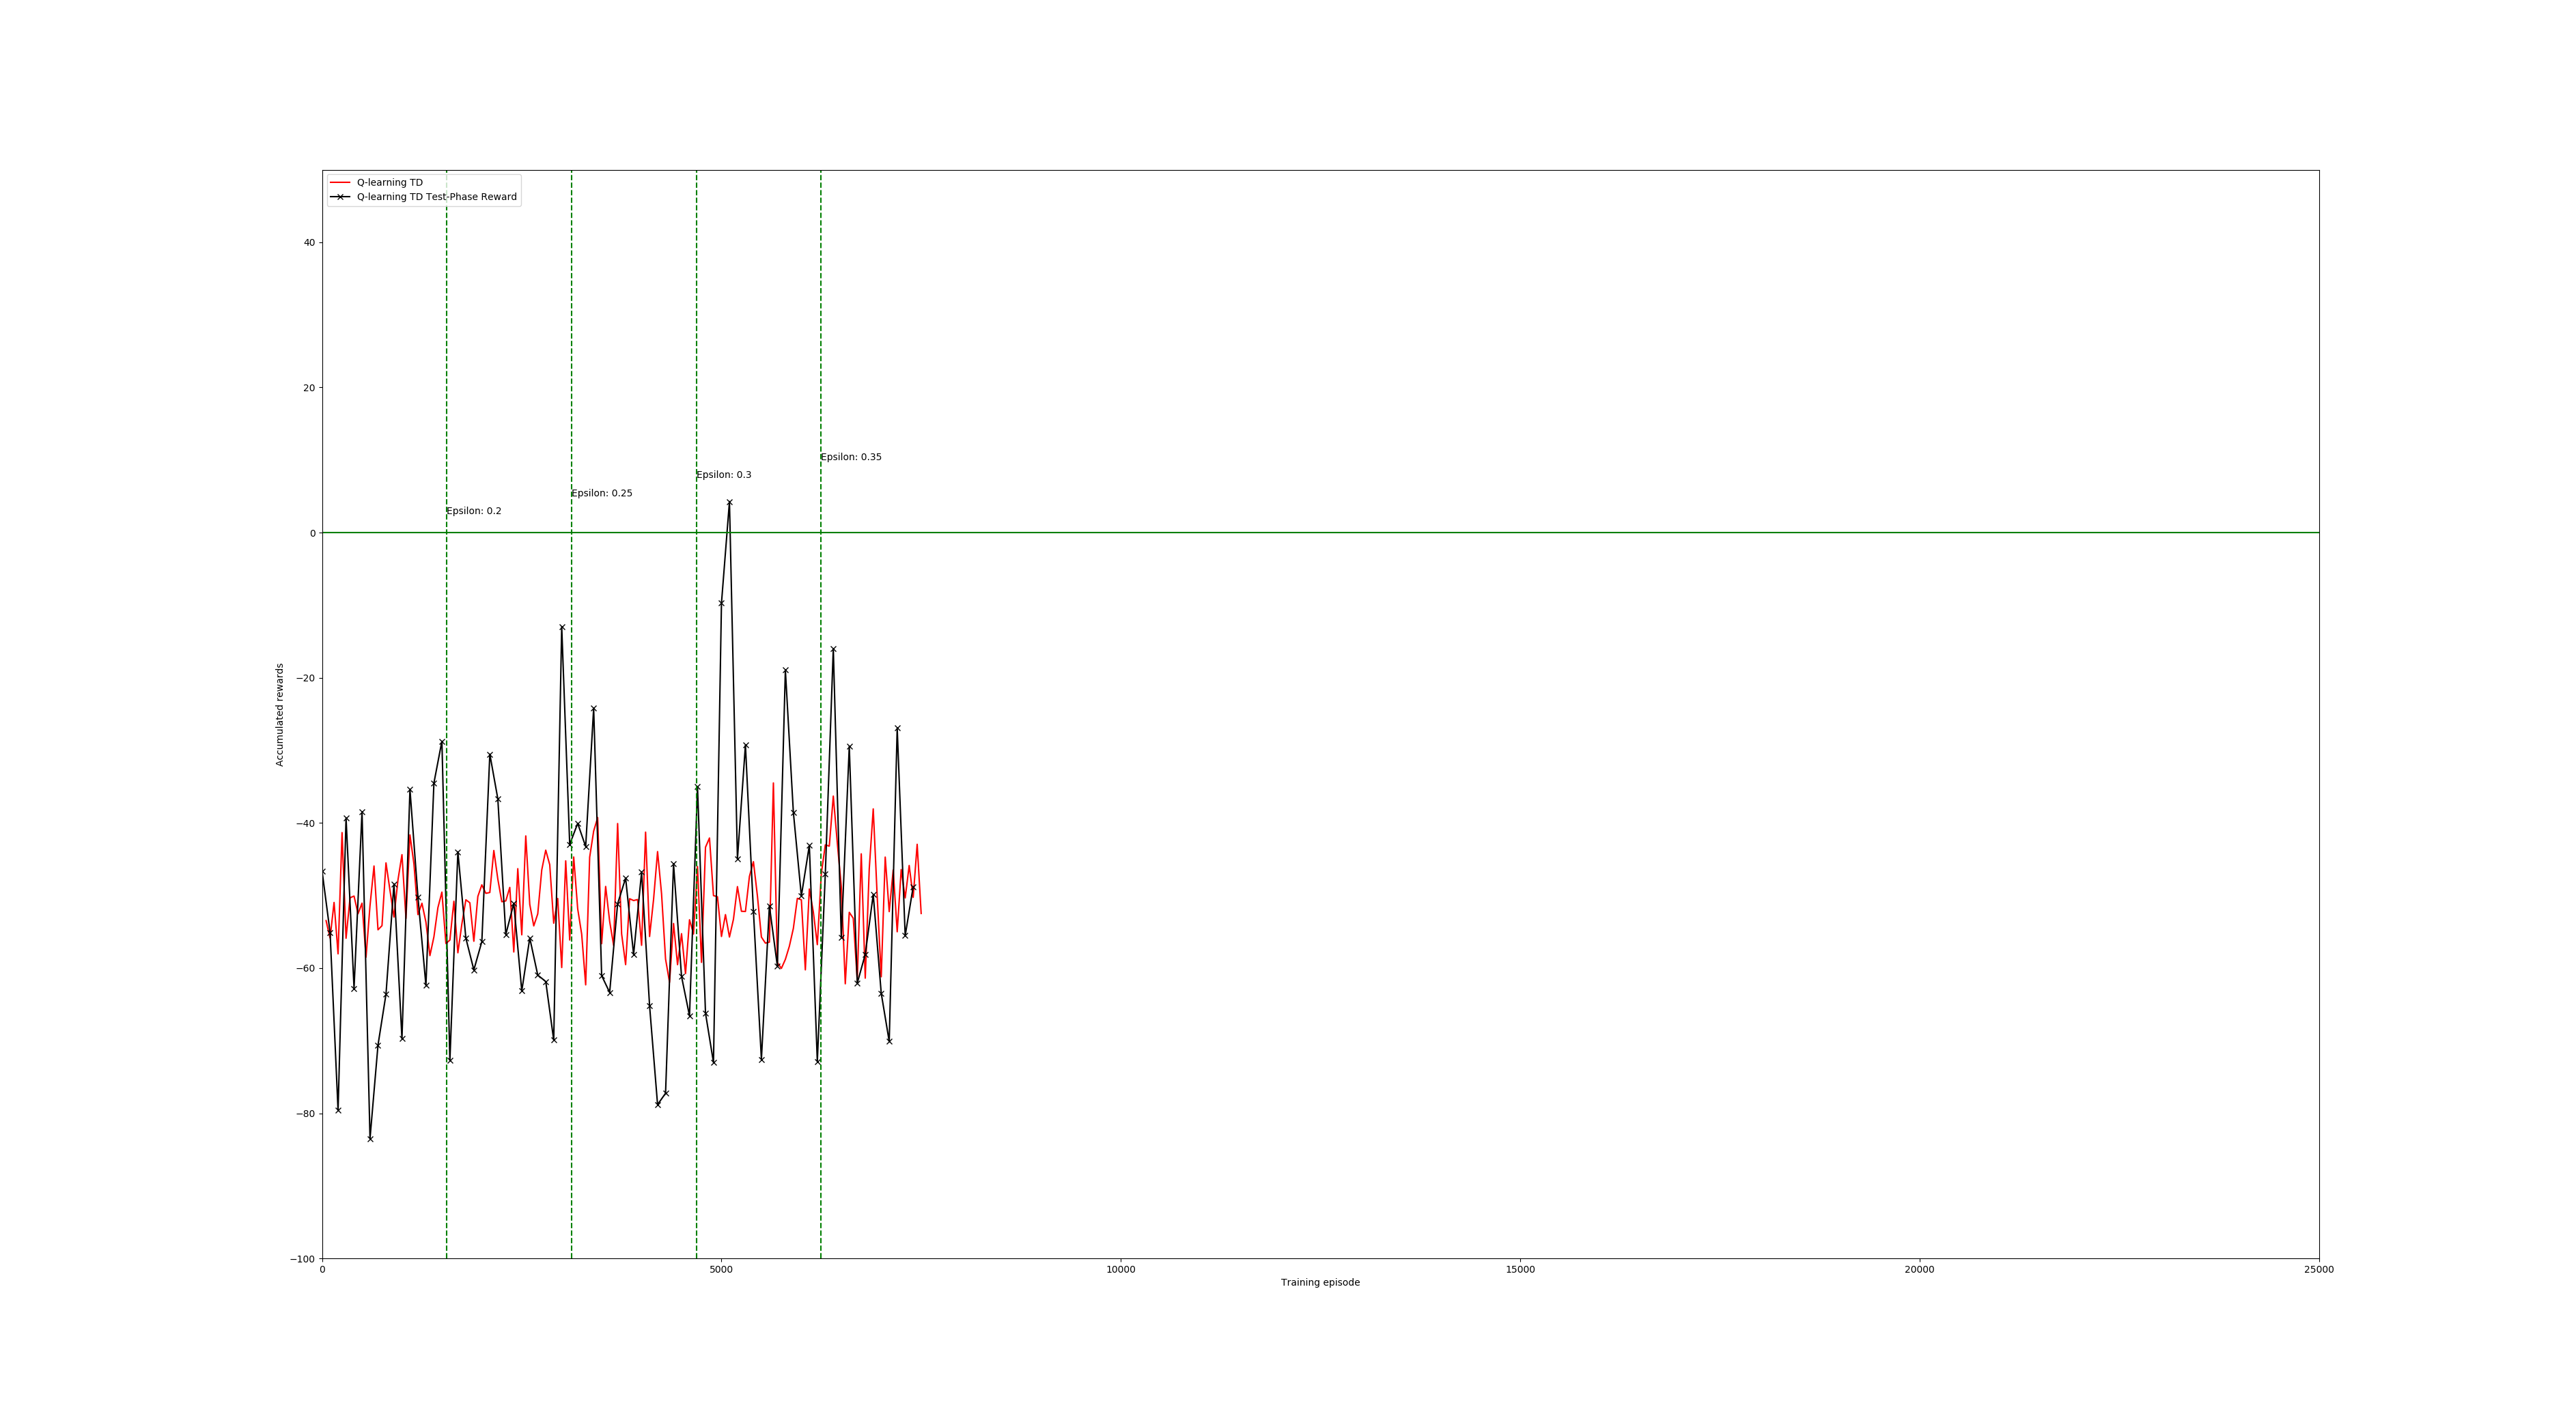 Q-learning TD
Q-learning TD Test-Phase Reward
40
20
Epsilon: 0.35
Epsilon: 0.3
Epsilon: 0.25
Epsilon: 0.2
0
−20
Accumulated rewards
−40
−60
−80
−100
0 5000 10000 15000 20000 25000
Training episode